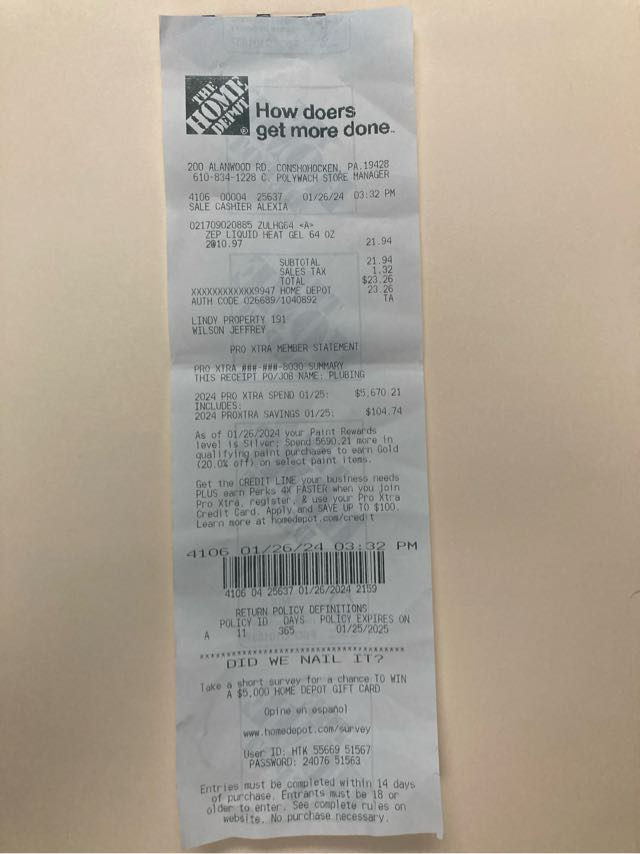 THE
HOME
DEPOT
®
How doers
get more done™
200 ALANWOOD RD. CONSHOHOCKEN, PA.19428
610-834-1228 C. POLYWACH STORE MANAGER
4106 00004 25637 01/26/24 03:32 PM
SALE CASHIER ALEXIA
021709020885 ZULHG64 <A>
ZEP LIQUID HEAT GEL 64 OZ
2@10.97 21.94
SUBTOTAL 21.94
SALES TAX 1.32
TOTAL $23.26
XXXXXXXXXXXX9947 HOME DEPOT 23.26
AUTH CODE 026689/1040892 TA
LINDY PROPERTY 191
WILSON JEFFREY
PRO XTRA MEMBER STATEMENT
PRO XTRA ###-###-8030 SUMMARY
THIS RECEIPT PO/JOB NAME: PLUBING
2024 PRO XTRA SPEND 01/25: $5,670.21
INCLUDES:
2024 PROXTRA SAVINGS 01/25: $104.74
As of 01/26/2024 your Paint Rewards
level is Silver; Spend 5690.21 more in
qualifying paint purchases to earn Gold
(20.0% off) on select paint items.
Get the CREDIT LINE your business needs
PLUS earn Perks 4X FASTER when you join
Pro Xtra, register, & use your Pro Xtra
Credit Card. Apply and SAVE UP TO $100.
Learn more at homedepot.com/credit
4106 01/26/24 03:32 PM
4106 04 25637 01/26/2024 2159
RETURN POLICY DEFINITIONS
POLICY ID DAYS POLICY EXPIRES ON
A 11 365 01/25/2025
****************************************
DID WE NAIL IT?
Take a short survey for a chance TO WIN
A $5,000 HOME DEPOT GIFT CARD
Opine en español
www.homedepot.com/survey
User ID: HTK 55669 51567
PASSWORD: 24076 51563
Entries must be completed within 14 days
of purchase. Entrants must be 18 or
older to enter. See complete rules on
website. No purchase necessary.